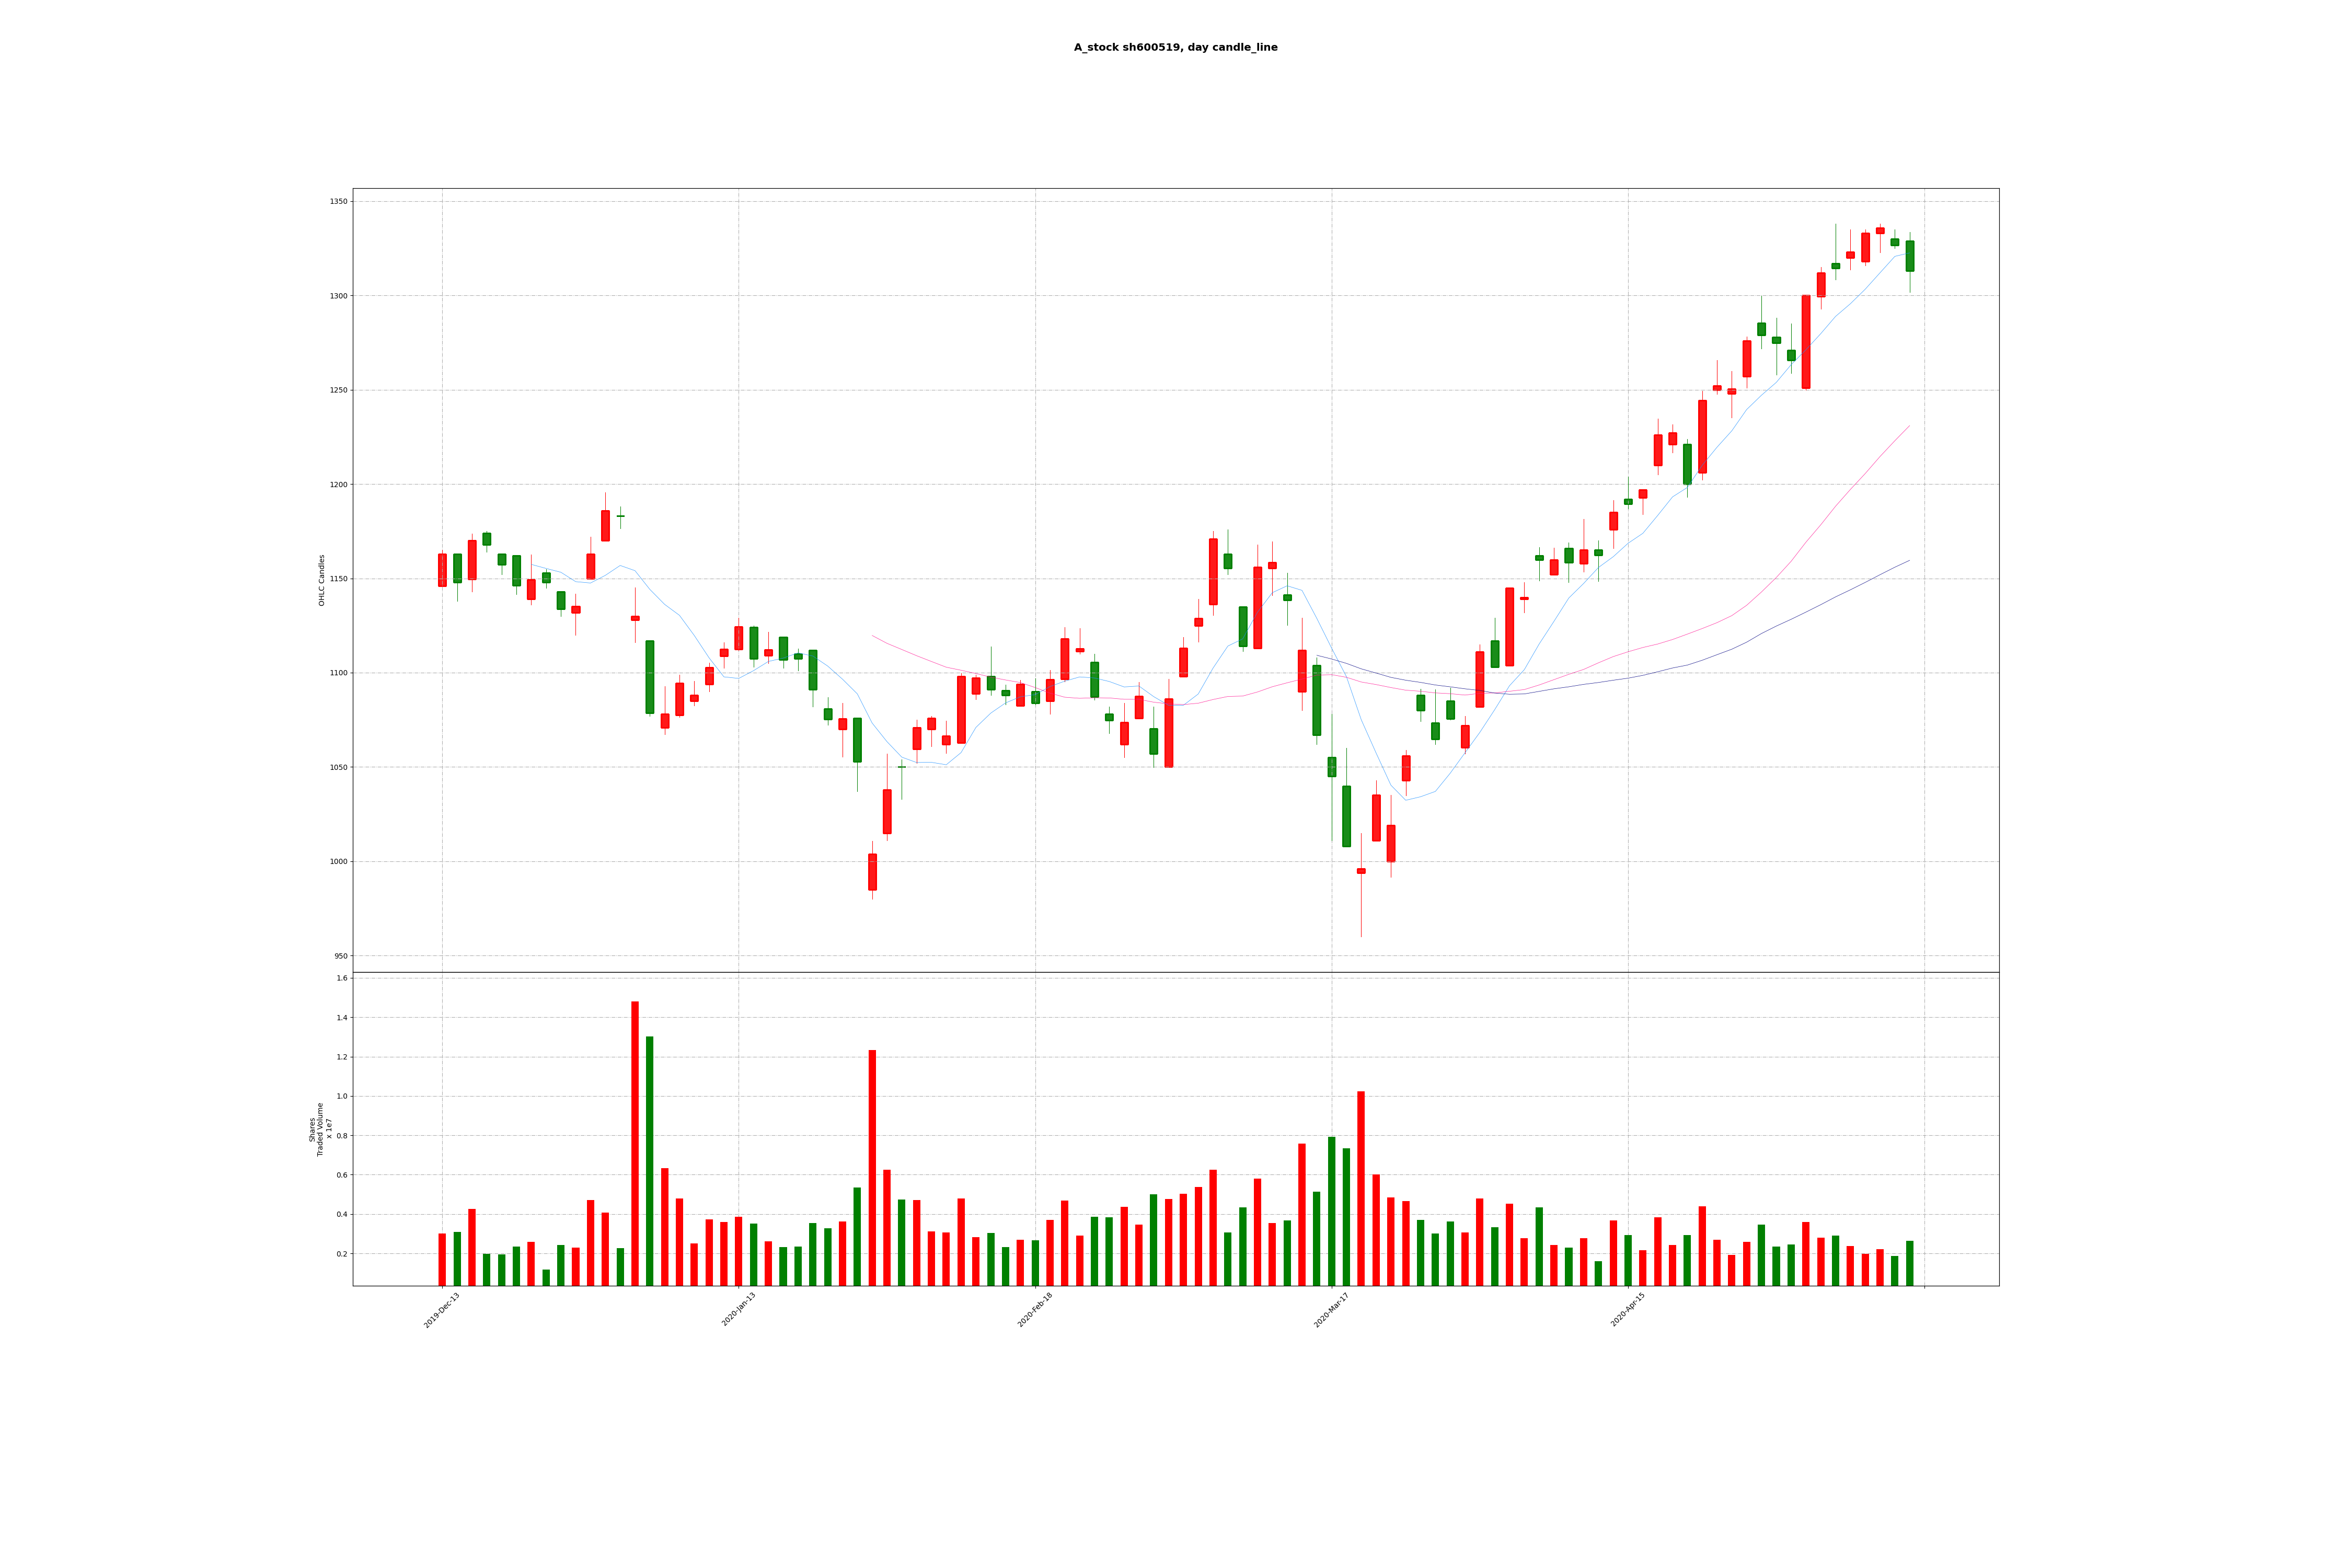 A_stock sh600519, day candle_line
1350
1300
1250
1200
1150
1100
1050
1000
950
OHLC Candles
1.6
1.4
1.2
1.0
0.8
0.6
0.4
0.2
Shares
Traded Volume
x 1e7
2019-Dec-13
2020-Jan-13
2020-Feb-18
2020-Mar-17
2020-Apr-15